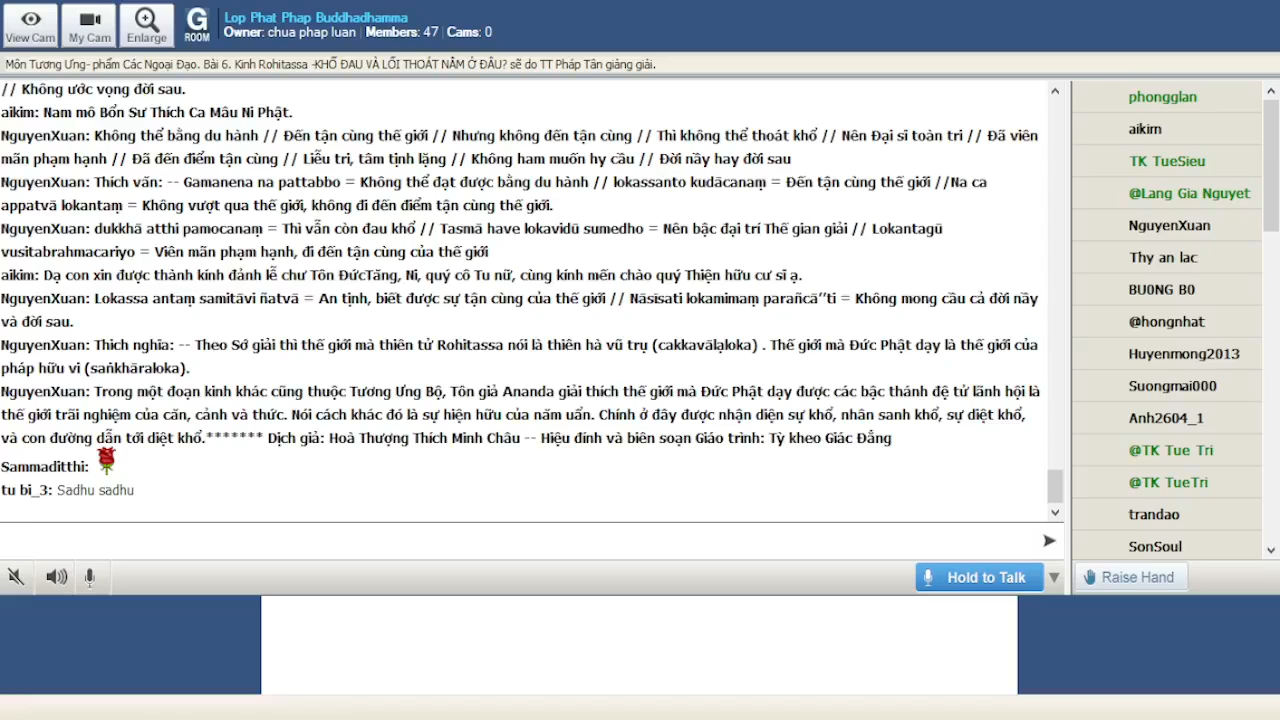 View Cam
My Cam
Enlarge
G
ROOM
Lop Phat Phap Buddhadhamma
Owner: chua phap luan | Members: 47 | Cams: 0
Môn Tương Ưng- phẩm Các Ngoại Đạo. Bài 6. Kinh Rohitassa -KHỔ ĐAU VÀ LỐI THOÁT NẰM Ở ĐÂU? sẽ do TT Pháp Tân giảng giải.
// Không ước vọng đời sau.
aikim: Nam mô Bổn Sư Thích Ca Mâu Ni Phật.
NguyenXuan: Không thể bằng du hành // Đến tận cùng thế giới // Nhưng không đến tận cùng // Thì không thể thoát khổ // Nên Đại sĩ toàn tri // Đã viên
mãn phạm hạnh // Đã đến điểm tận cùng // Liễu tri, tâm tịnh lặng // Không ham muốn hy cầu // Đời nầy hay đời sau
NguyenXuan: Thích văn: -- Gamanena na pattabbo = Không thể đạt được bằng du hành // lokassanto kudācanaṃ = Đến tận cùng thế giới //Na ca
appatvā lokantaṃ = Không vượt qua thế giới, không đi đến điểm tận cùng thế giới.
NguyenXuan: dukkhā atthi pamocanaṃ = Thì vẫn còn đau khổ // Tasmā have lokavidū sumedho = Nên bậc đại trí Thế gian giải // Lokantagū
vusitabrahmacariyo = Viên mãn phạm hạnh, đi đến tận cùng của thế giới
aikim: Dạ con xin được thành kính đảnh lễ chư Tôn ĐứcTăng, Ni, quý cô Tu nữ, cùng kính mến chào quý Thiện hữu cư sĩ ạ.
NguyenXuan: Lokassa antaṃ samitāvi ñatvā = An tịnh, biết được sự tận cùng của thế giới // Nāsīsati lokamimaṃ parañcā’’ti = Không mong cầu cả đời nầy
và đời sau.
NguyenXuan: Thich nghĩa: -- Theo Sớ giải thì thế giới mà thiên tử Rohitassa nói là thiên hà vũ trụ (cakkavāḷaloka) . Thế giới mà Đức Phật dạy là thế giới của
pháp hữu vi (saṅkhāraloka).
NguyenXuan: Trong một đoạn kinh khác cũng thuộc Tương Ưng Bộ, Tôn giả Ananda giải thích thế giới mà Đức Phật dạy được các bậc thánh đệ tử lãnh hội là
thế giới trãi nghiệm của căn, cảnh và thức. Nói cách khác đó là sự hiện hữu của năm uẩn. Chính ở đây được nhận diện sự khổ, nhân sanh khổ, sự diệt khổ,
và con đường dẫn tới diệt khổ.******* Dịch giả: Hoà Thượng Thích Minh Châu -- Hiệu đính và biên soạn Giáo trình: Tỳ kheo Giác Đẳng
Sammaditthi:
tu bi_3: Sadhu sadhu
Hold to Talk
phongglan
aikim
TK TueSieu
@Lang Gia Nguyet
NguyenXuan
Thy an lac
BU0NG B0
@hongnhat
Huyenmong2013
Suongmai000
Anh2604_1
@TK Tue Tri
@TK TueTri
trandao
SonSoul
Raise Hand